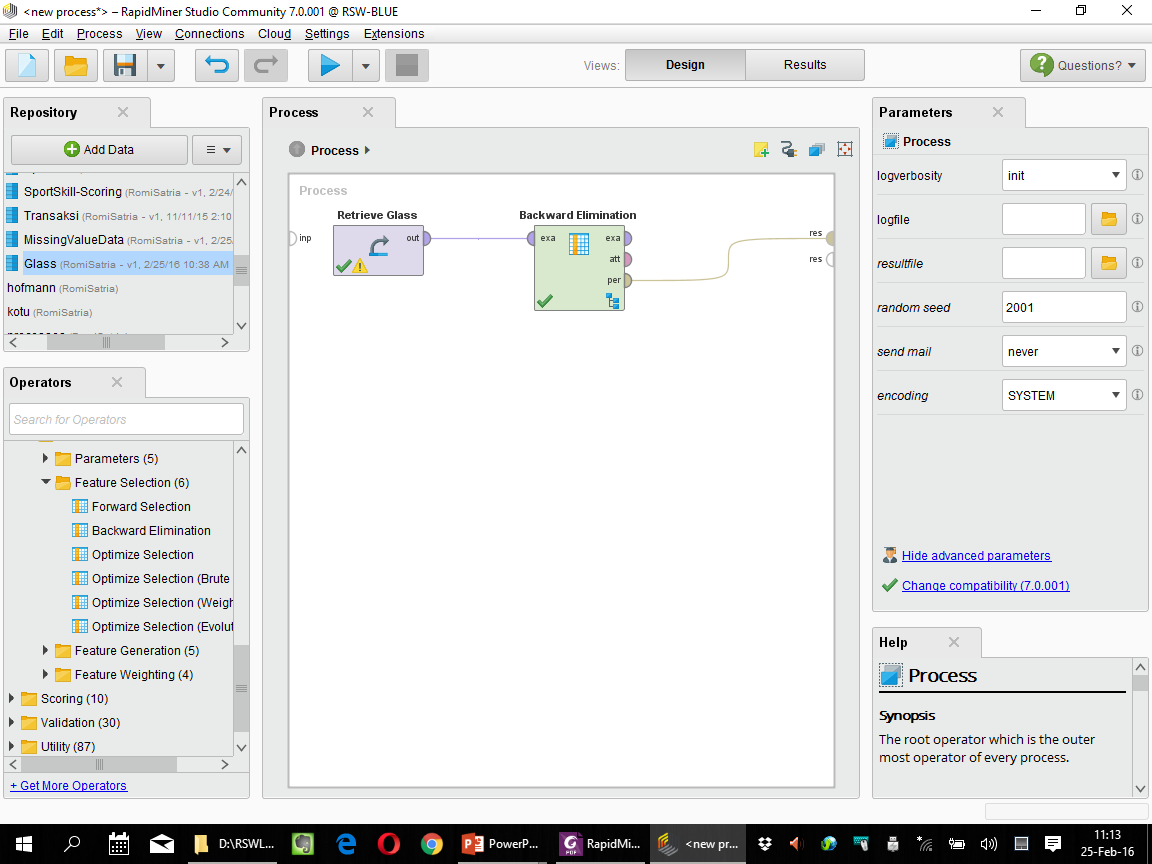 <new process*> – RapidMiner Studio Community 7.0.001 @ RSW-BLUE
File Edit Process View Connections Cloud Settings Extensions
Views: Design Results Questions?
Repository
Add Data
SportSkill-Scoring (RomiSatria - v1, 2/24/
Transaksi (RomiSatria - v1, 11/11/15 2:10
MissingValueData (RomiSatria - v1, 2/25/
Glass (RomiSatria - v1, 2/25/16 10:38 AM
hofmann (RomiSatria)
kotu (RomiSatria)
Operators
Search for Operators
Parameters (5)
Feature Selection (6)
Forward Selection
Backward Elimination
Optimize Selection
Optimize Selection (Brute
Optimize Selection (Weigh
Optimize Selection (Evolut
Feature Generation (5)
Feature Weighting (4)
Scoring (10)
Validation (30)
Utility (87)
+ Get More Operators
Process
Process
Process
Retrieve Glass
Backward Elimination
inp
out
exa
exa
att
per
res
res
Parameters
Process
logverbosity init
logfile
resultfile
random seed 2001
send mail never
encoding SYSTEM
Hide advanced parameters
Change compatibility (7.0.001)
Help
Process
Synopsis
The root operator which is the outer
most operator of every process.
D:\RSWL...
PowerP...
PDF
RapidMi...
<new pr...
11:13
25-Feb-16